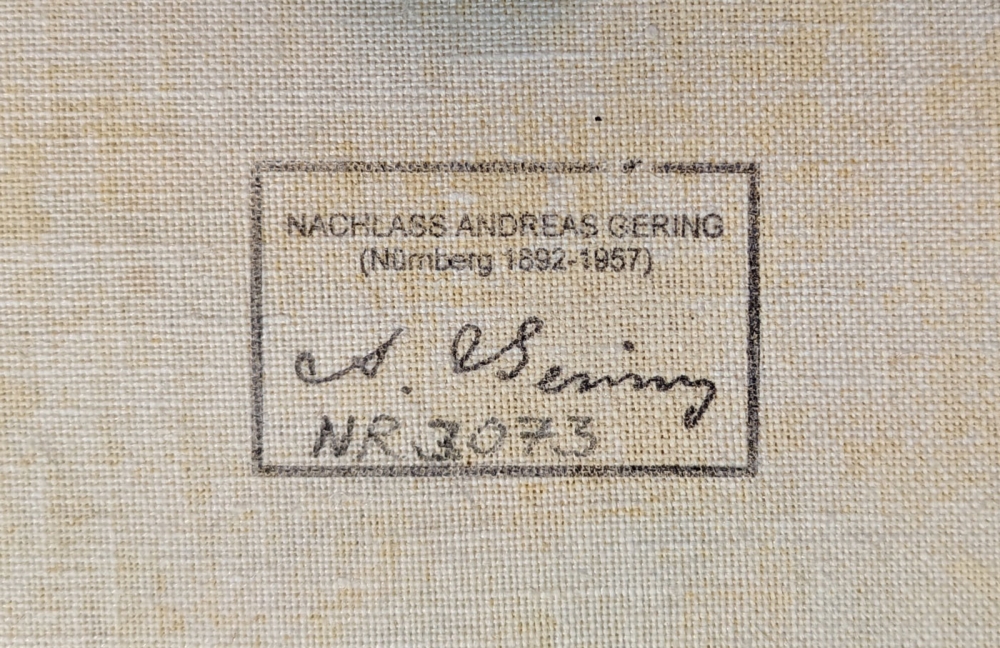 NACHLASS ANDREAS GERING
(Nürnberg 1892-1957)
A. Gering
NR 3073